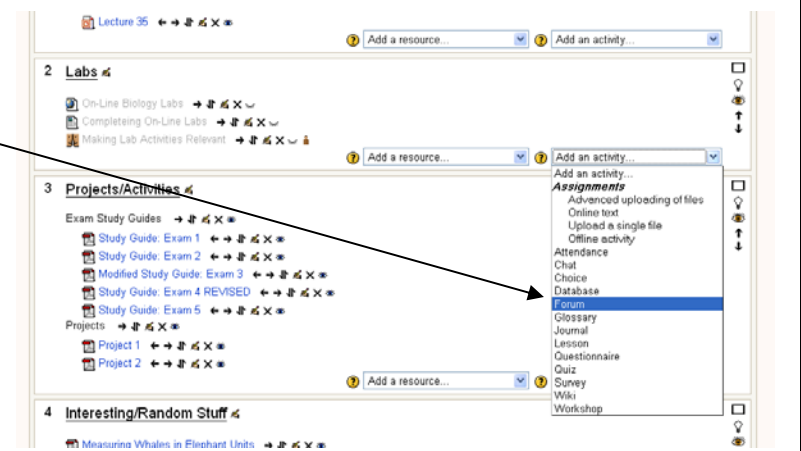 Lecture 35
Add a resource... Add an activity...
2 Labs
On-Line Biology Labs
Completeing On-Line Labs
Making Lab Activities Relevant
Add a resource... Add an activity...
Add an activity...
Assignments
Advanced uploading of files
Online text
Upload a single file
Offline activity
Attendance
Chat
Choice
Database
Forum
Glossary
Journal
Lesson
Questionnaire
Quiz
Survey
Wiki
Workshop
3 Projects/Activities
Exam Study Guides
Study Guide: Exam 1
Study Guide: Exam 2
Modified Study Guide: Exam 3
Study Guide: Exam 4 REVISED
Study Guide: Exam 5
Projects
Project 1
Project 2
Add a resource...
4 Interesting/Random Stuff
Measuring Whales in Elephant Units